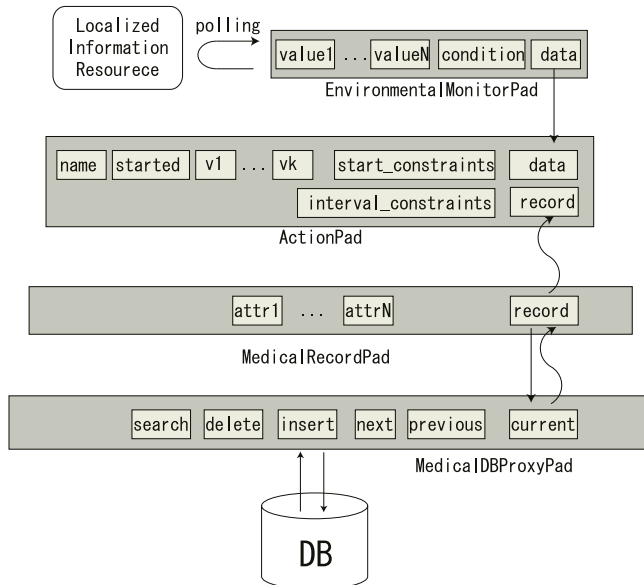 Localized
Information
Resourece
polling
value1 ... valueN condition data
EnvironmentalMonitorPad
name started v1 ... vk start_constraints data
interval_constraints record
ActionPad
attr1 ... attrN record
MedicalRecordPad
search delete insert next previous current
MedicalDBProxyPad
DB